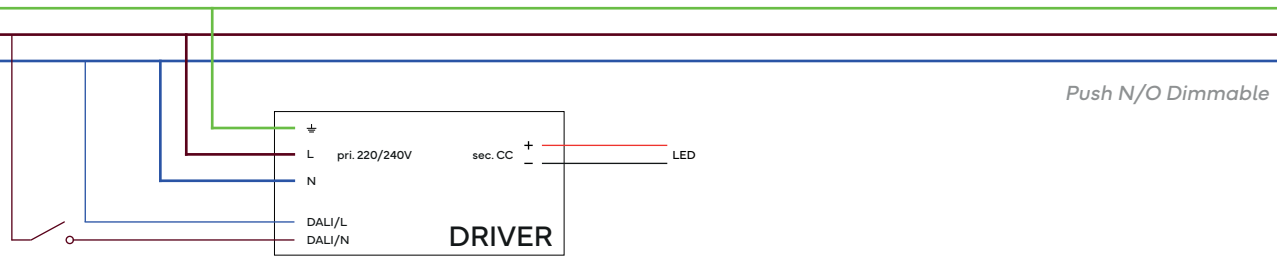 Push N/O Dimmable
L pri. 220/240V sec. CC + LED
−
N
DALI/L
DALI/N
DRIVER